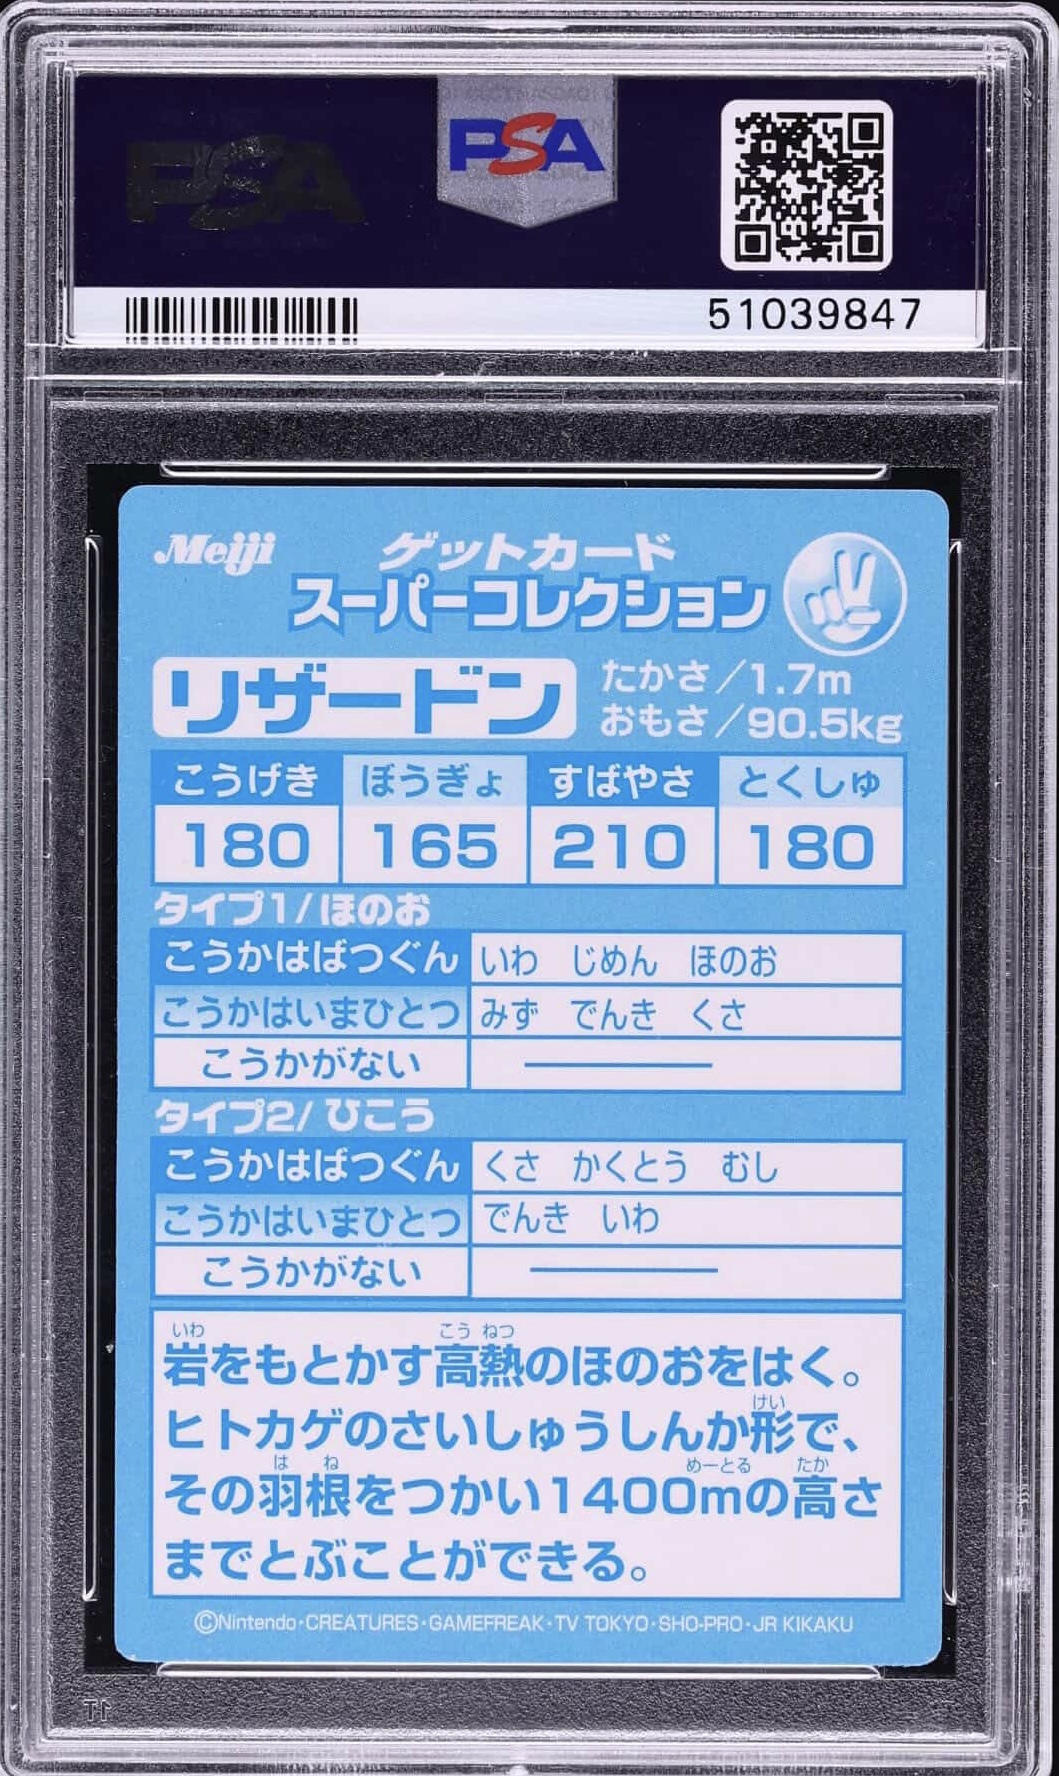 PSA
PSA
51039847
Meiji
ゲットカード
スーパーコレクション
リザードン
たかさ/1.7m
おもさ/90.5kg
こうげき ぼうぎょ すばやさ とくしゅ
180 165 210 180
タイプ1/ほのお
こうかはばつぐん いわ じめん ほのお
こうかはいまひとつ みず でんき くさ
こうかがない ————
タイプ2/ひこう
こうかはばつぐん くさ かくとう むし
こうかはいまひとつ でんき いわ
こうかがない ————
いわ こう ねつ
岩をもとかす高熱のほのおをはく。
けい
ヒトカゲのさいしゅうしんか形で、
は ね めーとる たか
その羽根をつかい1400mの高さ
までとぶことができる。
©Nintendo・CREATURES・GAMEFREAK・TV TOKYO・SHO-PRO・JR KIKAKU